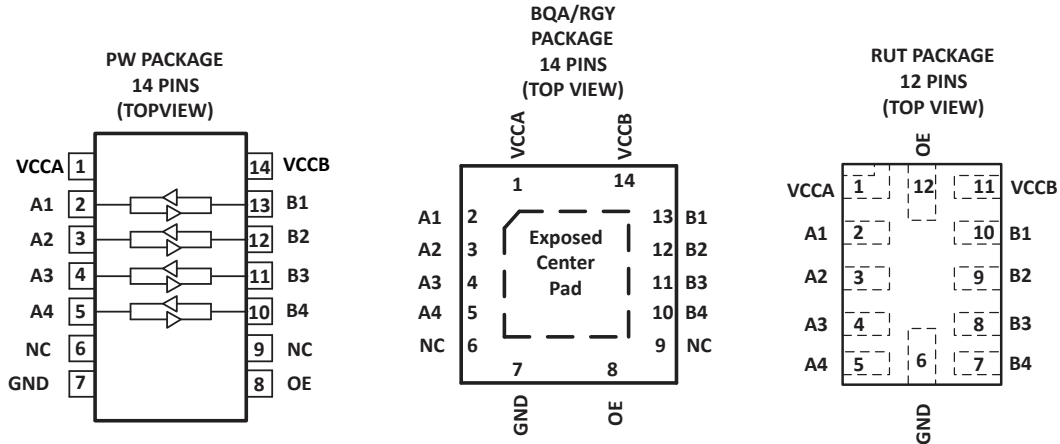 PW PACKAGE
14 PINS
(TOPVIEW)
VCCA 1 14 VCCB
A1 2 13 B1
A2 3 12 B2
A3 4 11 B3
A4 5 10 B4
NC 6 9 NC
GND 7 8 OE
BQA/RGY
PACKAGE
14 PINS
(TOP VIEW)
VCCA VCCB
1 14
A1 2 13 B1
A2 3 12 B2
A3 4 11 B3
A4 5 10 B4
NC 6 9 NC
Exposed
Center
Pad
7 8
GND OE
RUT PACKAGE
12 PINS
(TOP VIEW)
OE
VCCA 1 12 11 VCCB
A1 2 10 B1
A2 3 9 B2
A3 4 8 B3
A4 5 6 7 B4
GND